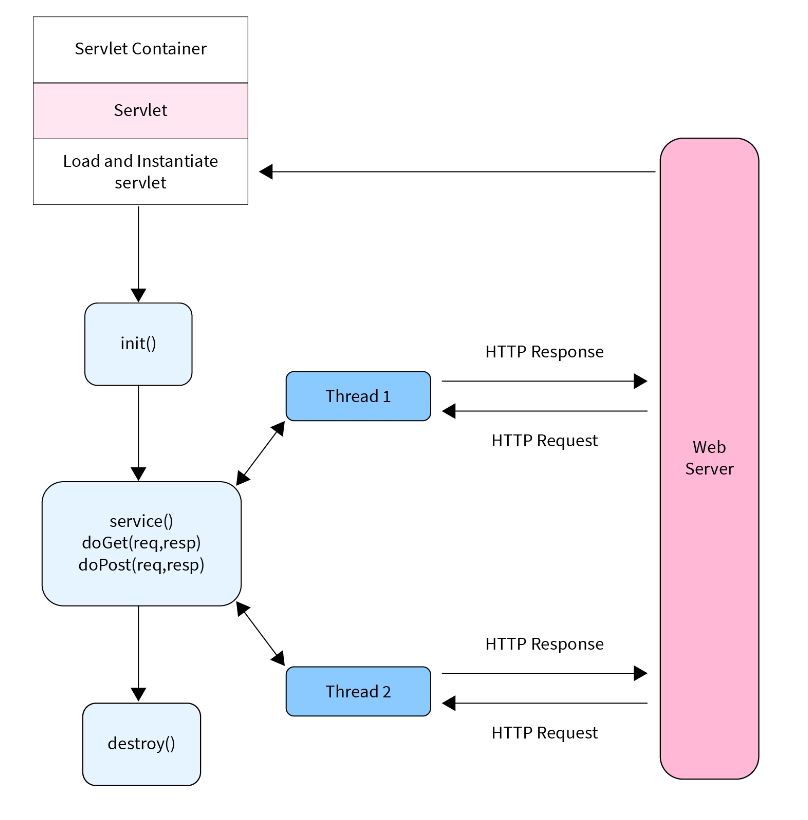 Servlet Container
Servlet
Load and Instantiate
servlet
init()
HTTP Response
Thread 1
HTTP Request
Web
Server
service()
doGet(req,resp)
doPost(req,resp)
HTTP Response
Thread 2
HTTP Request
destroy()